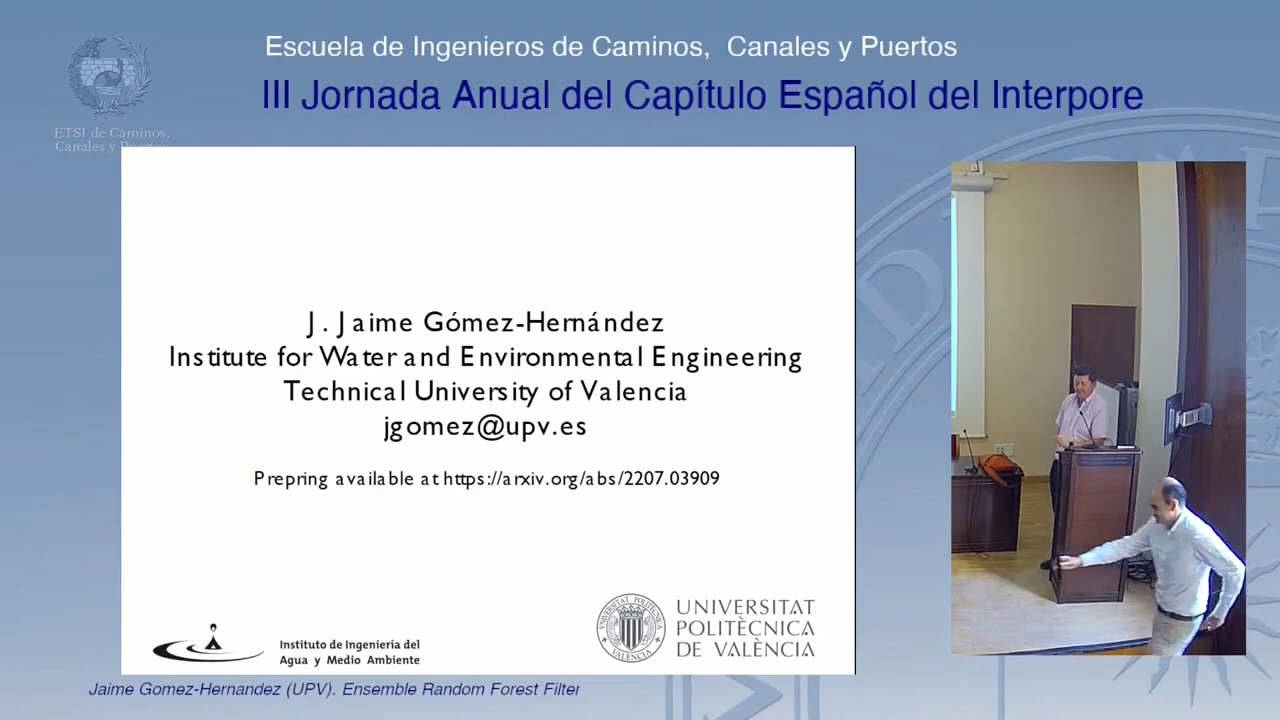 Escuela de Ingenieros de Caminos, Canales y Puertos
III Jornada Anual del Capítulo Español del Interpore
ETSI de Caminos,
Canales y Puertos
J. Jaime Gómez-Hernández
Institute for Water and Environmental Engineering
Technical University of Valencia
jgomez@upv.es
Prepring available at https://arxiv.org/abs/2207.03909
Instituto de Ingeniería del
Agua y Medio Ambiente
UNIVERSITAT
POLITÈCNICA
DE VALÈNCIA
Jaime Gomez-Hernandez (UPV). Ensemble Random Forest Filter